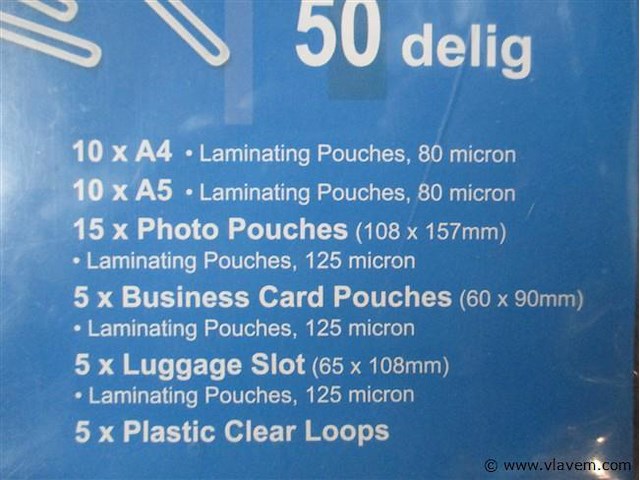 50 delig
10 x A4 • Laminating Pouches, 80 micron
10 x A5 • Laminating Pouches, 80 micron
15 x Photo Pouches (108 x 157mm)
• Laminating Pouches, 125 micron
5 x Business Card Pouches (60 x 90mm)
• Laminating Pouches, 125 micron
5 x Luggage Slot (65 x 108mm)
• Laminating Pouches, 125 micron
5 x Plastic Clear Loops
© www.vlavem.com